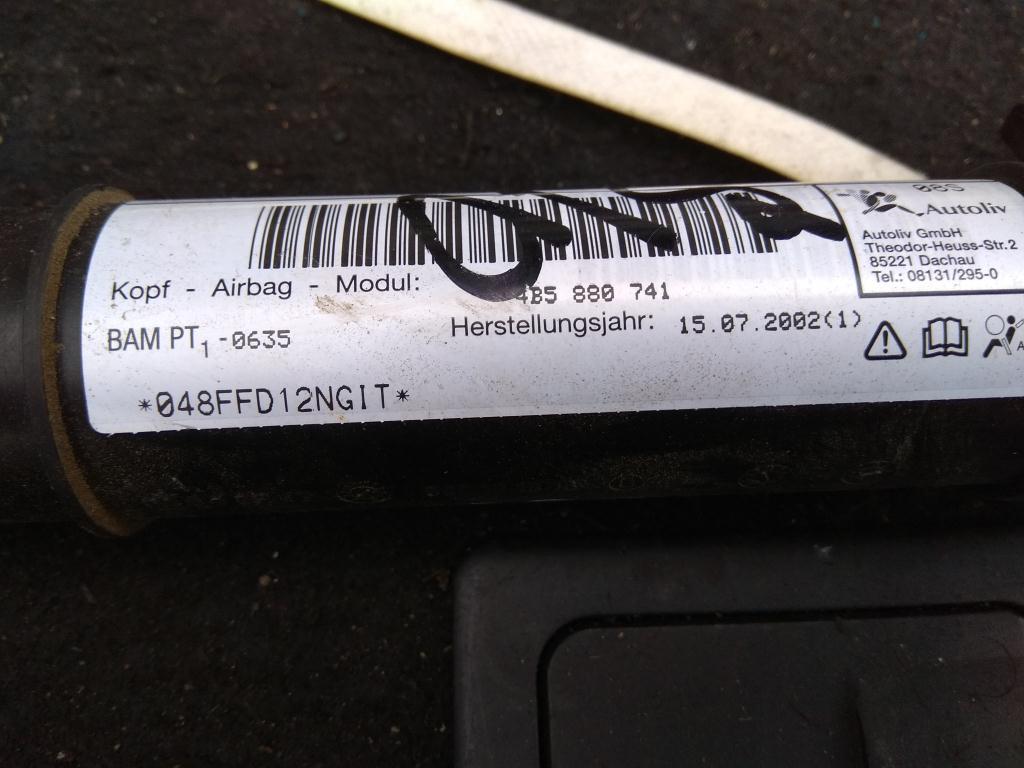 08S
Autoliv
Autoliv GmbH
Theodor-Heuss-Str.2
85221 Dachau
Tel.: 08131/295-0
Kopf - Airbag - Modul: 4B5 880 741
BAM PT1-0635
Herstellungsjahr: 15.07.2002(1)
*048FFD12NGIT*